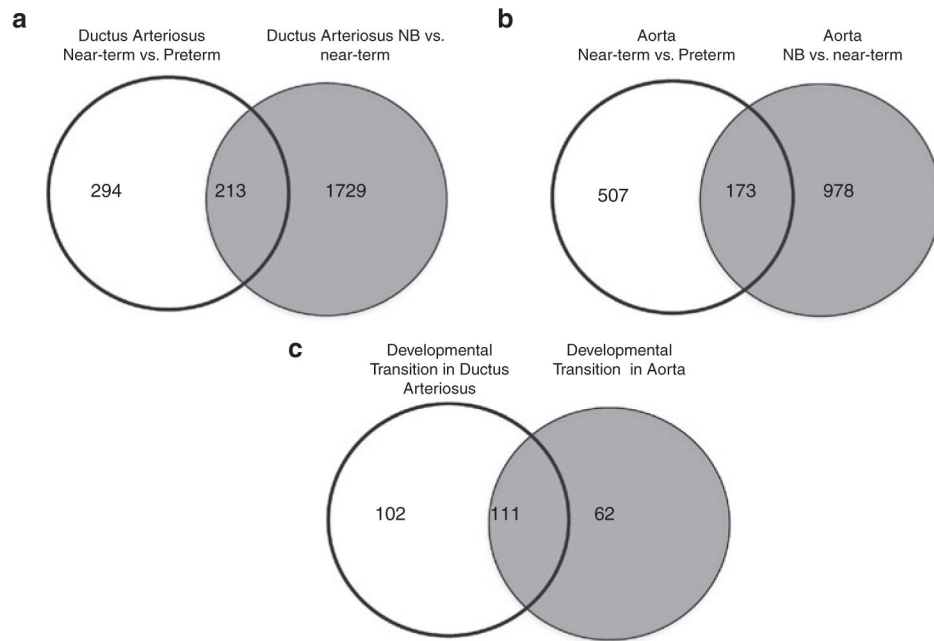 a
Ductus Arteriosus
Near-term vs. Preterm
Ductus Arteriosus NB vs.
near-term
294
213
1729
b
Aorta
Near-term vs. Preterm
Aorta
NB vs. near-term
507
173
978
c
Developmental
Transition in Ductus
Arteriosus
Developmental
Transition in Aorta
102
111
62